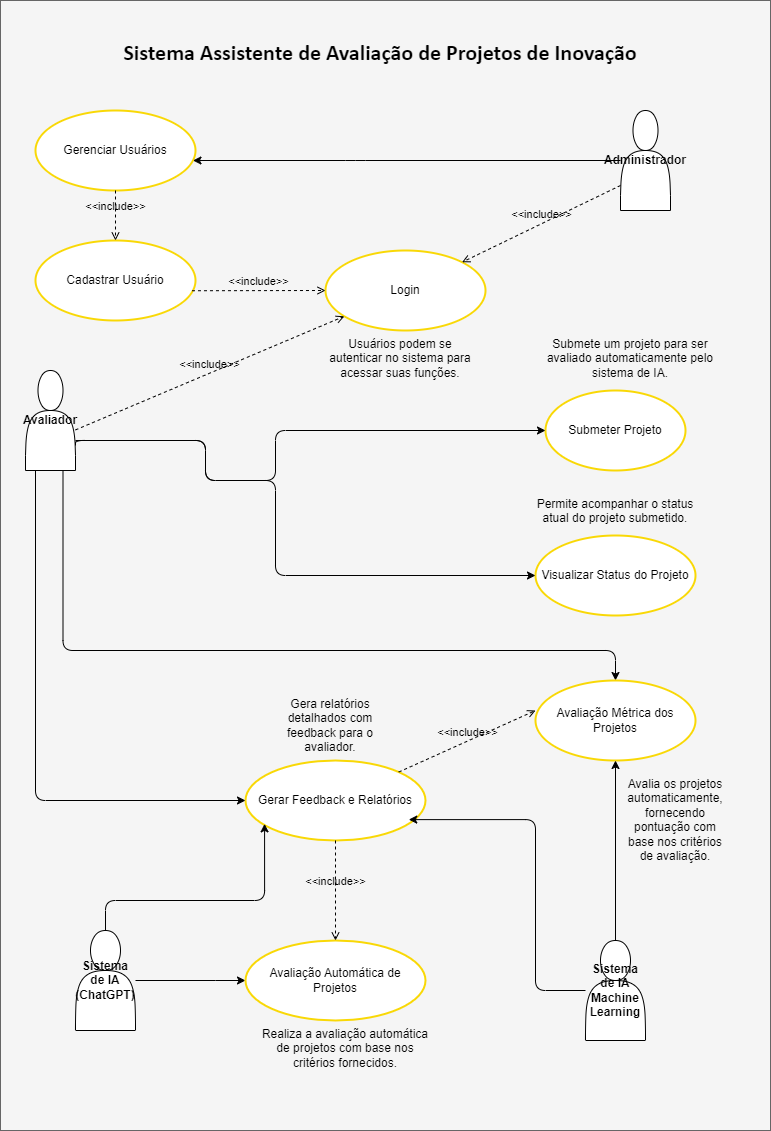 Sistema Assistente de Avaliação de Projetos de Inovação
Gerenciar Usuários
Administrador
<<include>>
<<include>>
Cadastrar Usuário
<<include>>
Login
Usuários podem se
autenticar no sistema para
acessar suas funções.
<<include>>
Submete um projeto para ser
avaliado automaticamente pelo
sistema de IA.
Avaliador
Submeter Projeto
Permite acompanhar o status
atual do projeto submetido.
Visualizar Status do Projeto
Gera relatórios
detalhados com
feedback para o
avaliador.
<<include>>
Avaliação Métrica dos
Projetos
Gerar Feedback e Relatórios
Avalia os projetos
automaticamente,
fornecendo
pontuação com
base nos critérios
de avaliação.
<<include>>
Sistema
de IA
(ChatGPT)
Avaliação Automática de
Projetos
Sistema
de IA
Machine
Learning
Realiza a avaliação automática
de projetos com base nos
critérios fornecidos.